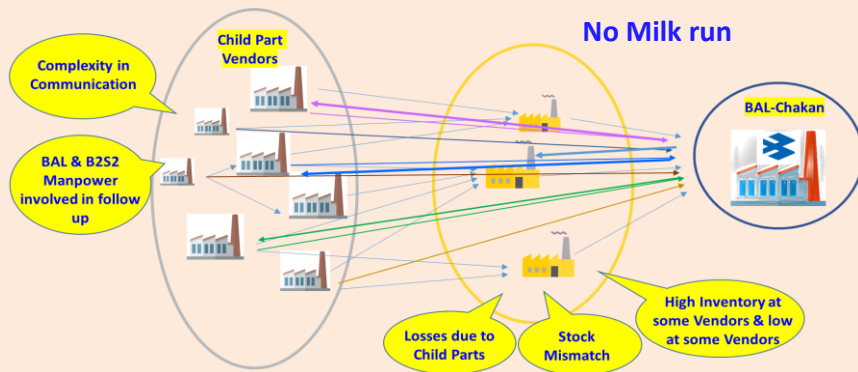 No Milk run
Child Part
Vendors
Complexity in
Communication
BAL-Chakan
BAL & B2S2
Manpower
involved in follow
up
High Inventory at
some Vendors & low
at some Vendors
Losses due to
Child Parts
Stock
Mismatch